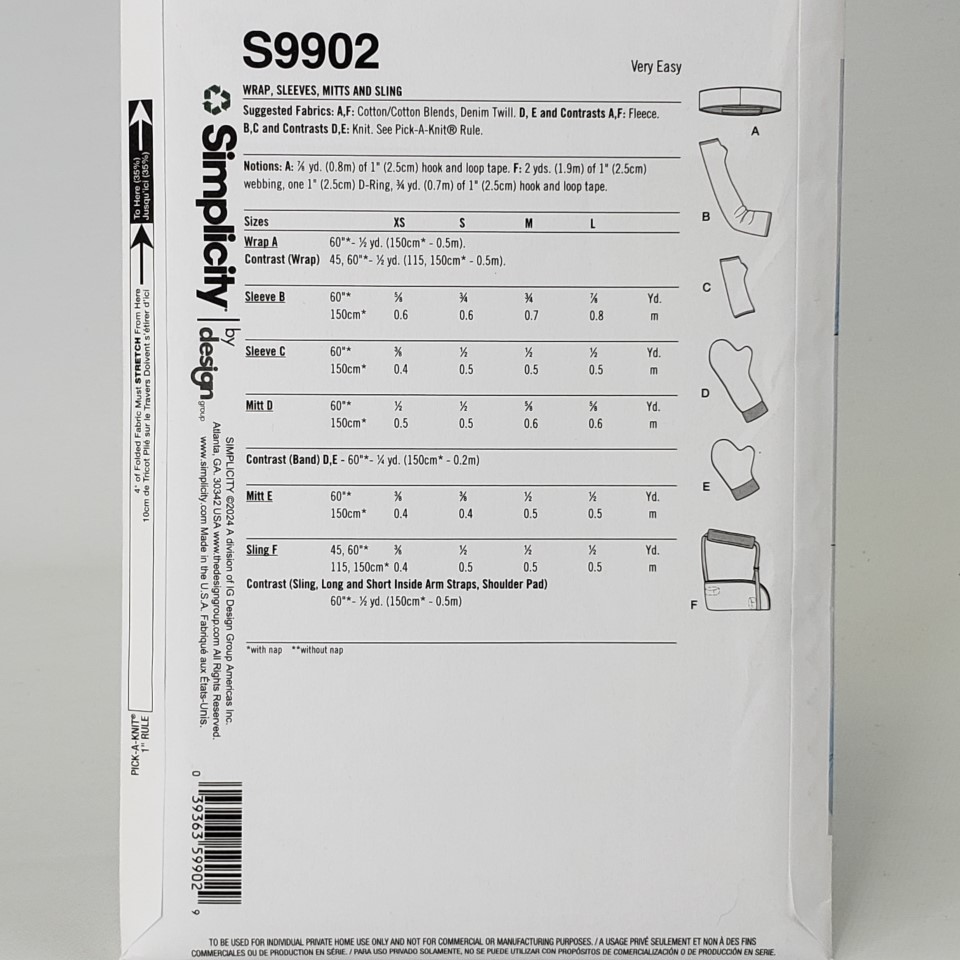 S9902
Very Easy
WRAP, SLEEVES, MITTS AND SLING
Suggested Fabrics: A,F: Cotton/Cotton Blends, Denim Twill. D, E and Contrasts A,F: Fleece.
B,C and Contrasts D,E: Knit. See Pick-A-Knit® Rule.
Notions: A: ⅞ yd. (0.8m) of 1" (2.5cm) hook and loop tape. F: 2 yds. (1.9m) of 1" (2.5cm)
webbing, one 1" (2.5cm) D-Ring, ¾ yd. (0.7m) of 1" (2.5cm) hook and loop tape.
Sizes XS S M L
Wrap A 60"*- ½ yd. (150cm* - 0.5m).
Contrast (Wrap) 45, 60"*- ½ yd. (115, 150cm* - 0.5m).
Sleeve B 60"* ⅝ ¾ ¾ ⅞ Yd.
150cm* 0.6 0.6 0.7 0.8 m
Sleeve C 60"* ⅜ ½ ½ ½ Yd.
150cm* 0.4 0.5 0.5 0.5 m
Mitt D 60"* ½ ½ ⅝ ⅝ Yd.
150cm* 0.5 0.5 0.6 0.6 m
Contrast (Band) D,E - 60"*- ¼ yd. (150cm* - 0.2m)
Mitt E 60"* ⅜ ⅜ ½ ½ Yd.
150cm* 0.4 0.4 0.5 0.5 m
Sling F 45, 60"* ⅜ ½ ½ ½ Yd.
115, 150cm* 0.4 0.5 0.5 0.5 m
Contrast (Sling, Long and Short Inside Arm Straps, Shoulder Pad)
60"*- ½ yd. (150cm* - 0.5m)
*with nap **without nap
A
B
C
D
E
F
Simplicity® by design group
SIMPLICITY ©2024 A division of IG Design Group Americas Inc.
Atlanta, GA. 30342 USA www.thedesigngroup.com All Rights Reserved.
www.simplicity.com Made in the U.S.A. Fabriqué aux États-Unis.
To Here (35%)
Jusqu'ici (35%)
4" of Folded Fabric Must STRETCH From Here
10cm de Tricot Plié sur le Travers Doivent s'étirer d'ici
PICK-A-KNIT®
1" RULE
0 39363 59902 9
TO BE USED FOR INDIVIDUAL PRIVATE HOME USE ONLY AND NOT FOR COMMERCIAL OR MANUFACTURING PURPOSES. / A USAGE PRIVÉ SEULEMENT ET NON À DES FINS
COMMERCIALES OU DE PRODUCTION EN SÉRIE. / PARA USO PRIVADO SOLAMENTE, NO SE PUEDE UTILIZAR CON PROPÓSITOS DE COMERCIALIZACIÓN O DE PRODUCCIÓN EN SERIE.